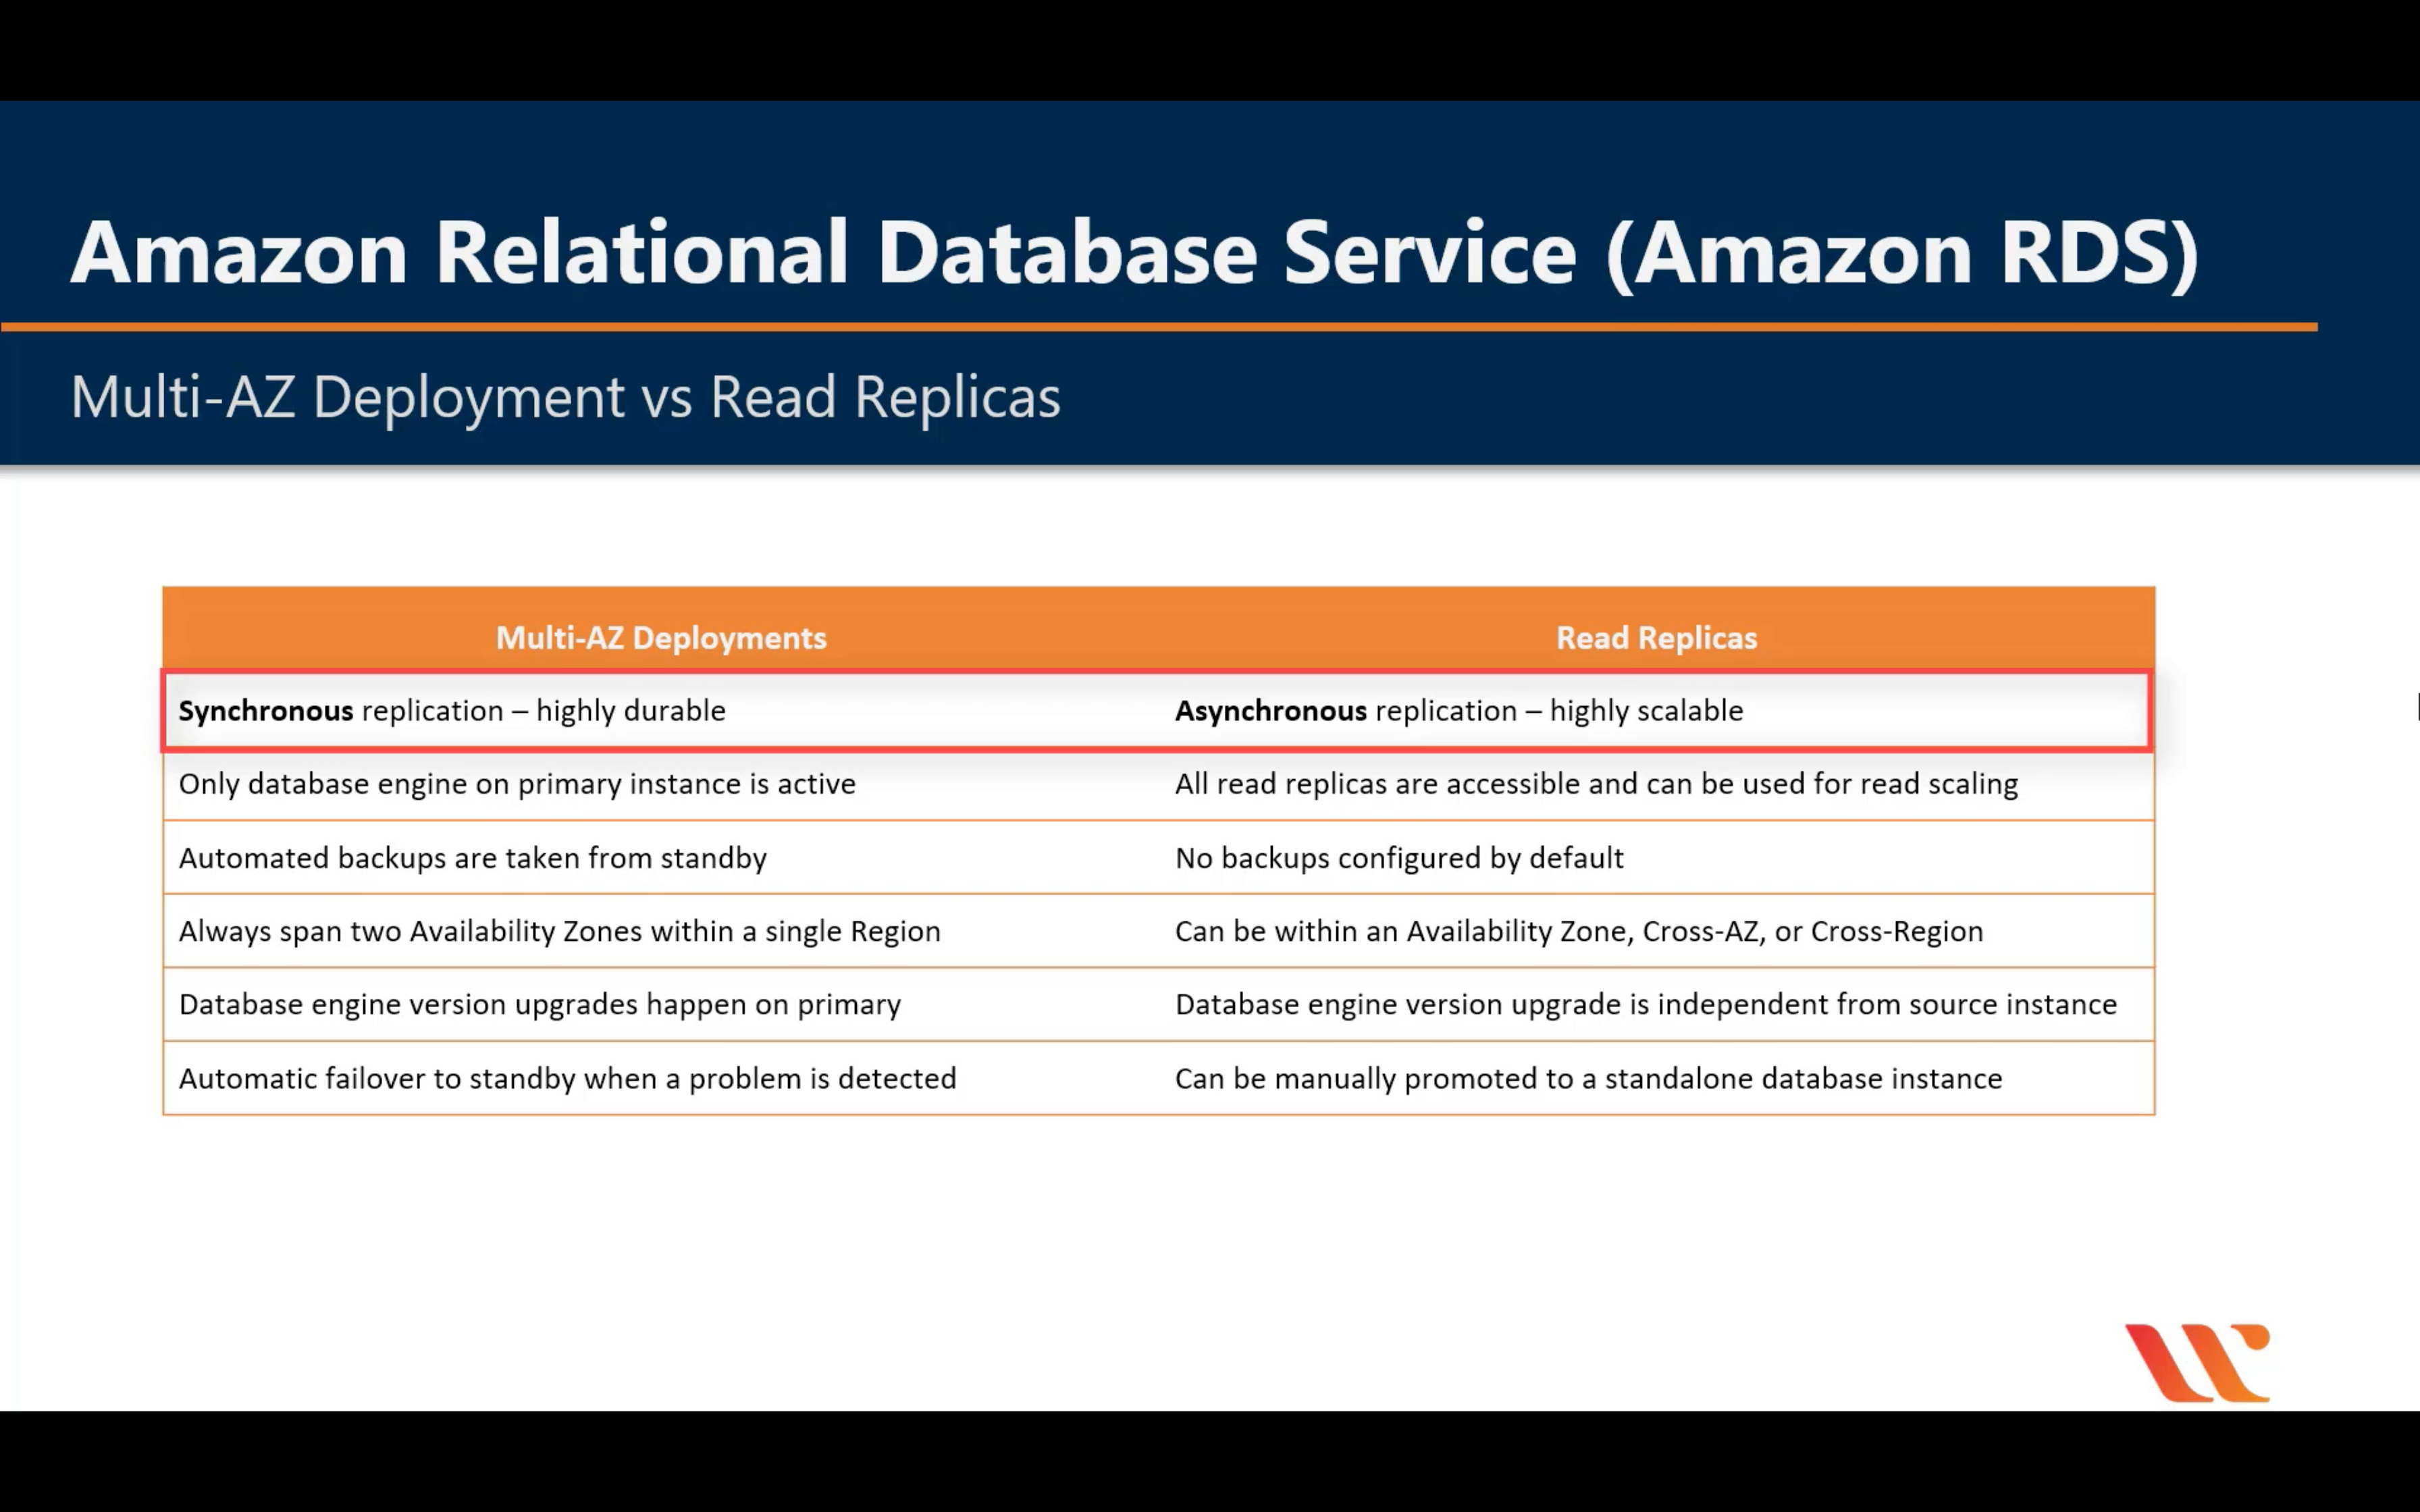 Amazon Relational Database Service (Amazon RDS)
Multi-AZ Deployment vs Read Replicas
Multi-AZ Deployments Read Replicas
Synchronous replication – highly durable Asynchronous replication – highly scalable
Only database engine on primary instance is active All read replicas are accessible and can be used for read scaling
Automated backups are taken from standby No backups configured by default
Always span two Availability Zones within a single Region Can be within an Availability Zone, Cross-AZ, or Cross-Region
Database engine version upgrades happen on primary Database engine version upgrade is independent from source instance
Automatic failover to standby when a problem is detected Can be manually promoted to a standalone database instance